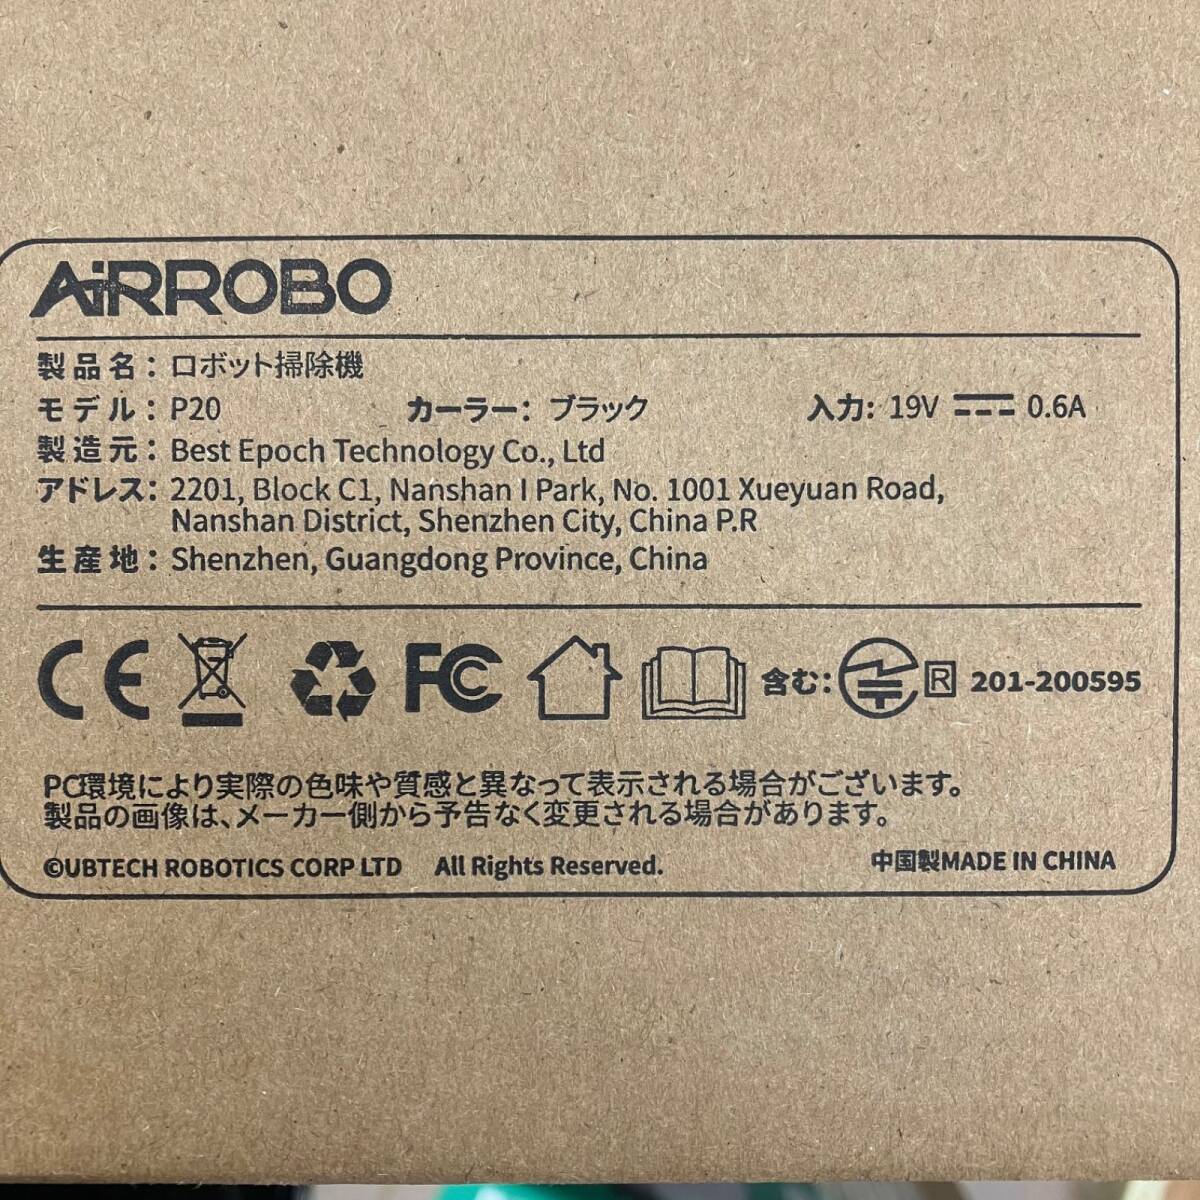 AiRROBO
製品名：ロボット掃除機
モデル：P20 カーラー：ブラック 入力: 19V ⎓ 0.6A
製造元：Best Epoch Technology Co., Ltd
アドレス：2201, Block C1, Nanshan I Park, No. 1001 Xueyuan Road,
Nanshan District, Shenzhen City, China P.R
生産地：Shenzhen, Guangdong Province, China
CE FC 含む: R 201-200595
PC環境により実際の色味や質感と異なって表示される場合がございます。
製品の画像は、メーカー側から予告なく変更される場合があります。
©UBTECH ROBOTICS CORP LTD All Rights Reserved. 中国製MADE IN CHINA